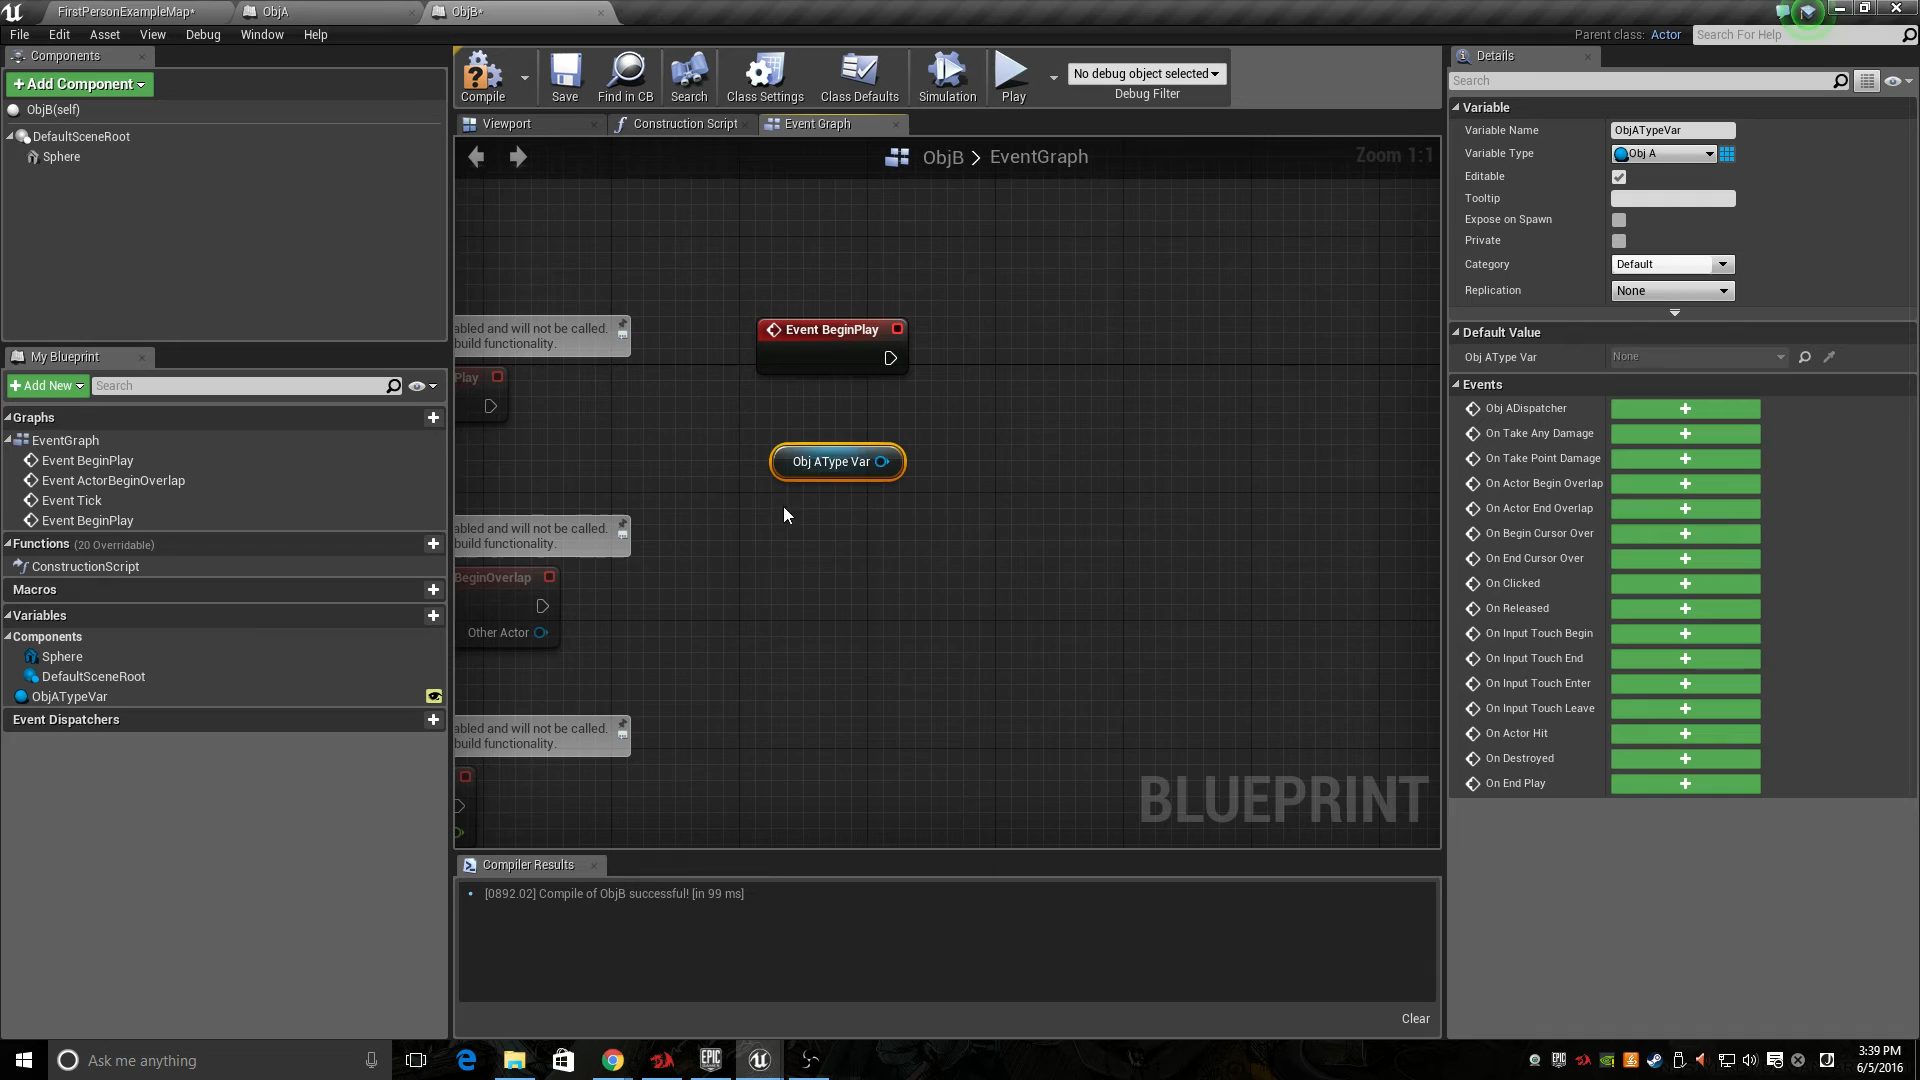 FirstPersonExampleMap*
ObjA
ObjB*
File Edit Asset View Debug Window Help
Parent class: Actor
Search For Help
Components
+Add Component
ObjB(self)
DefaultSceneRoot
Sphere
Compile
Save
Find in CB
Search
Class Settings
Class Defaults
Simulation
Play
No debug object selected
Debug Filter
Viewport
Construction Script
Event Graph
ObjB > EventGraph
Zoom 1:1
abled and will not be called.
build functionality.
Play
Event BeginPlay
Obj AType Var
abled and will not be called.
build functionality.
BeginOverlap
Other Actor
abled and will not be called.
build functionality.
BLUEPRINT
My Blueprint
+Add New
Search
Graphs
EventGraph
Event BeginPlay
Event ActorBeginOverlap
Event Tick
Event BeginPlay
Functions (20 Overridable)
ConstructionScript
Macros
Variables
Components
Sphere
DefaultSceneRoot
ObjATypeVar
Event Dispatchers
Compiler Results
[0892.02] Compile of ObjB successful! [in 99 ms]
Clear
Details
Search
Variable
Variable Name ObjATypeVar
Variable Type Obj A
Editable
Tooltip
Expose on Spawn
Private
Category Default
Replication None
Default Value
Obj AType Var None
Events
Obj ADispatcher
On Take Any Damage
On Take Point Damage
On Actor Begin Overlap
On Actor End Overlap
On Begin Cursor Over
On End Cursor Over
On Clicked
On Released
On Input Touch Begin
On Input Touch End
On Input Touch Enter
On Input Touch Leave
On Actor Hit
On Destroyed
On End Play
Ask me anything
EPIC
3:39 PM
6/5/2016